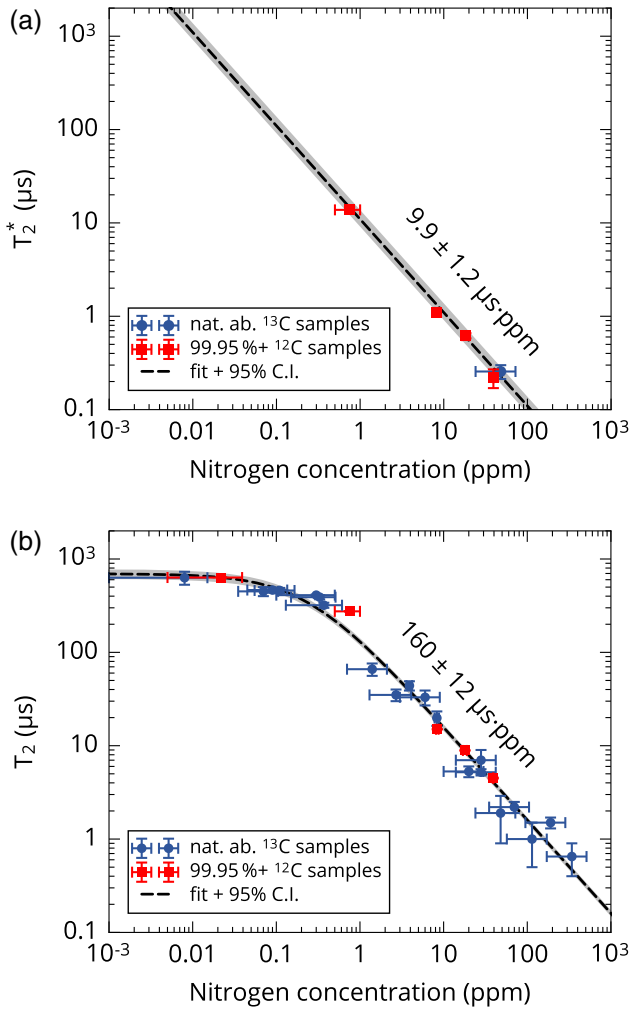 (a)
10³
100
10
1
0.1
T₂* (μs)
9.9 ± 1.2 μs·ppm
nat. ab. ¹³C samples
99.95 %+ ¹²C samples
fit + 95% C.I.
10⁻³ 0.01 0.1 1 10 100 10³
Nitrogen concentration (ppm)
(b)
10³
100
10
1
0.1
T₂ (μs)
160 ± 12 μs·ppm
nat. ab. ¹³C samples
99.95 %+ ¹²C samples
fit + 95% C.I.
10⁻³ 0.01 0.1 1 10 100 10³
Nitrogen concentration (ppm)